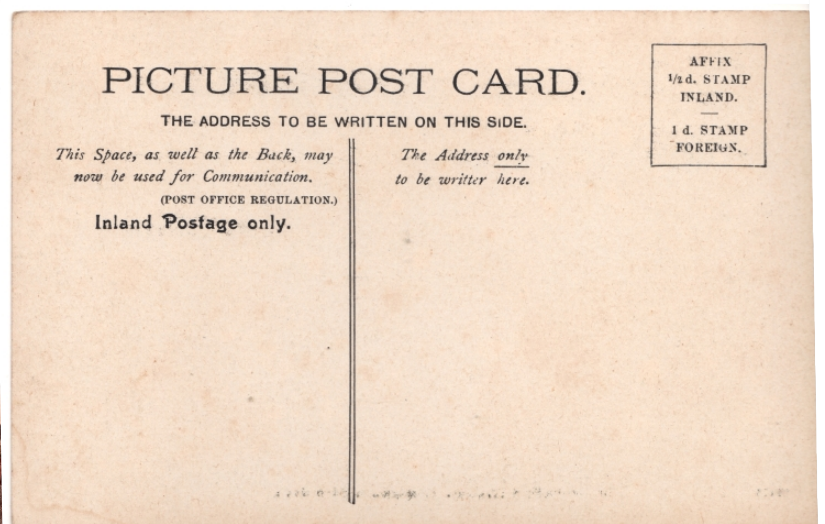 PICTURE POST CARD.
THE ADDRESS TO BE WRITTEN ON THIS SIDE.
This Space, as well as the Back, may
now be used for Communication.
(POST OFFICE REGULATION.)
Inland Postage only.
The Address only
to be written here.
AFFIX
1/2 d. STAMP
INLAND.
1 d. STAMP
FOREIGN.